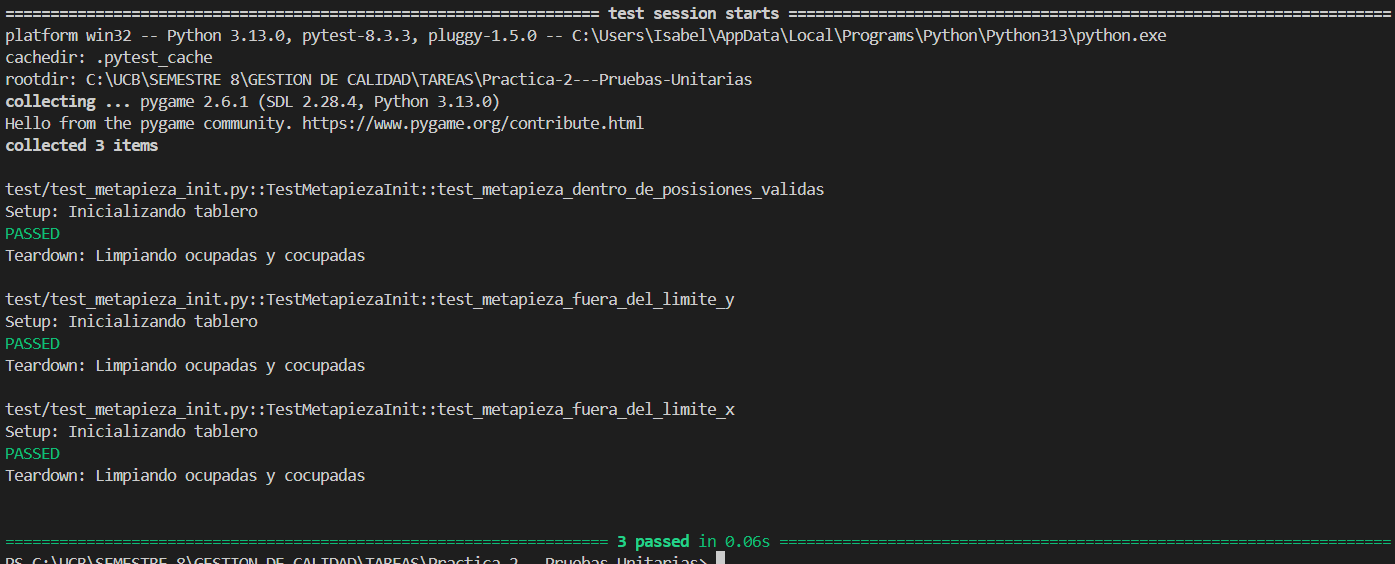 ================================================================== test session starts ===================================================================
platform win32 -- Python 3.13.0, pytest-8.3.3, pluggy-1.5.0 -- C:\Users\Isabel\AppData\Local\Programs\Python\Python313\python.exe
cachedir: .pytest_cache
rootdir: C:\UCB\SEMESTRE 8\GESTION DE CALIDAD\TAREAS\Practica-2---Pruebas-Unitarias
collecting ... pygame 2.6.1 (SDL 2.28.4, Python 3.13.0)
Hello from the pygame community. https://www.pygame.org/contribute.html
collected 3 items
test/test_metapieza_init.py::TestMetapiezaInit::test_metapieza_dentro_de_posisiones_validas
Setup: Inicializando tablero
PASSED
Teardown: Limpiando ocupadas y cocupadas
test/test_metapieza_init.py::TestMetapiezaInit::test_metapieza_fuera_del_limite_y
Setup: Inicializando tablero
PASSED
Teardown: Limpiando ocupadas y cocupadas
test/test_metapieza_init.py::TestMetapiezaInit::test_metapieza_fuera_del_limite_x
Setup: Inicializando tablero
PASSED
Teardown: Limpiando ocupadas y cocupadas
=================================================================== 3 passed in 0.06s ====================================================================
PS C:\UCB\SEMESTRE 8\GESTION DE CALIDAD\TAREAS\Practica-2---Pruebas-Unitarias>